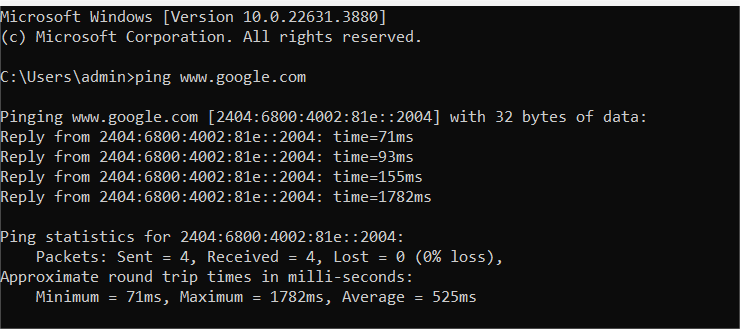 Microsoft Windows [Version 10.0.22631.3880]
(c) Microsoft Corporation. All rights reserved.
C:\Users\admin>ping www.google.com
Pinging www.google.com [2404:6800:4002:81e::2004] with 32 bytes of data:
Reply from 2404:6800:4002:81e::2004: time=71ms
Reply from 2404:6800:4002:81e::2004: time=93ms
Reply from 2404:6800:4002:81e::2004: time=155ms
Reply from 2404:6800:4002:81e::2004: time=1782ms
Ping statistics for 2404:6800:4002:81e::2004:
    Packets: Sent = 4, Received = 4, Lost = 0 (0% loss),
Approximate round trip times in milli-seconds:
    Minimum = 71ms, Maximum = 1782ms, Average = 525ms